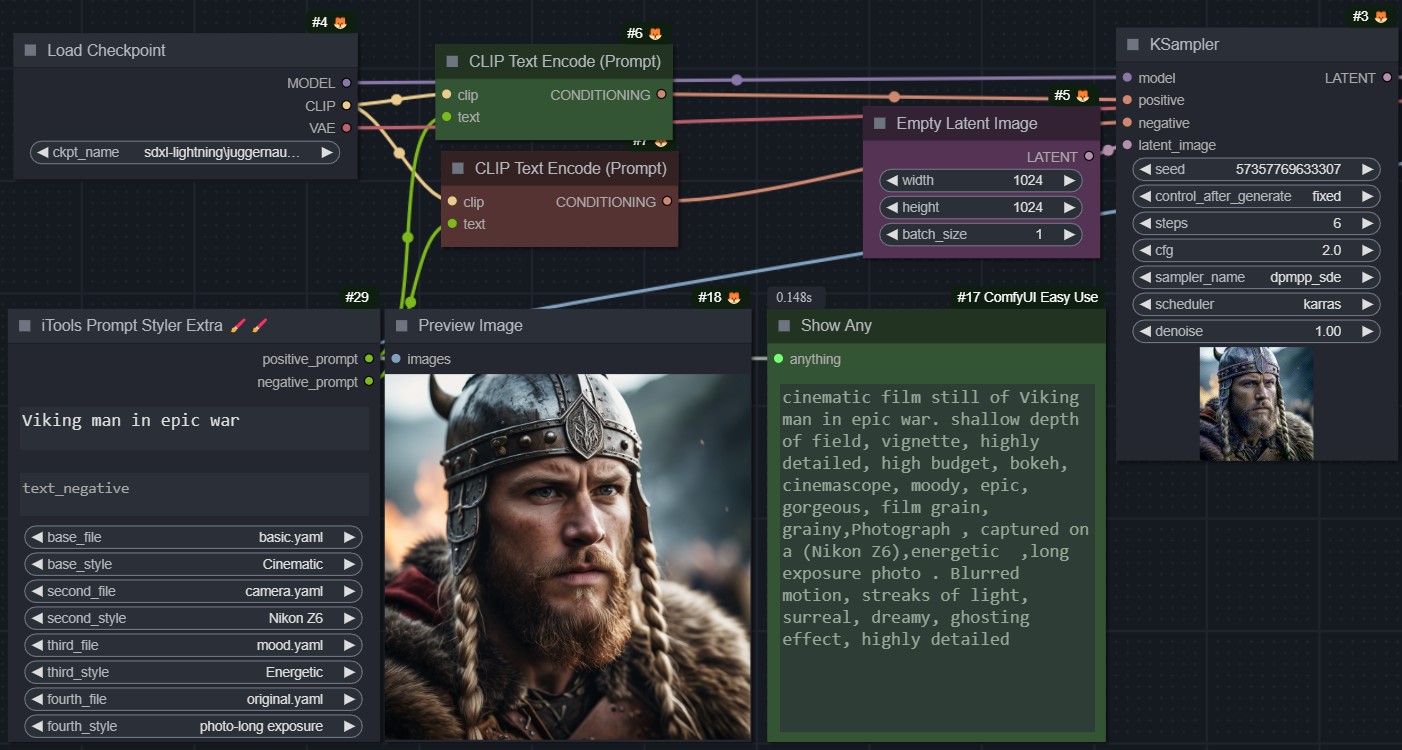 #4
Load Checkpoint
MODEL
CLIP
VAE
ckpt_name sdxl-lightning\juggernau...
#6
CLIP Text Encode (Prompt)
clip CONDITIONING
text
#7
CLIP Text Encode (Prompt)
clip CONDITIONING
text
#5
Empty Latent Image
LATENT
width 1024
height 1024
batch_size 1
#3
KSampler
model LATENT
positive
negative
latent_image
seed 57357769633307
control_after_generate fixed
steps 6
cfg 2.0
sampler_name dpmpp_sde
scheduler karras
denoise 1.00
#29
iTools Prompt Styler Extra
positive_prompt
negative_prompt
Viking man in epic war
text_negative
base_file basic.yaml
base_style Cinematic
second_file camera.yaml
second_style Nikon Z6
third_file mood.yaml
third_style Energetic
fourth_file original.yaml
fourth_style photo-long exposure
#18
Preview Image
images
0.148s
#17 ComfyUI Easy Use
Show Any
anything
cinematic film still of Viking
man in epic war. shallow depth
of field, vignette, highly
detailed, high budget, bokeh,
cinemascope, moody, epic,
gorgeous, film grain,
grainy,Photograph , captured on
a (Nikon Z6),energetic  ,long
exposure photo . Blurred
motion, streaks of light,
surreal, dreamy, ghosting
effect, highly detailed